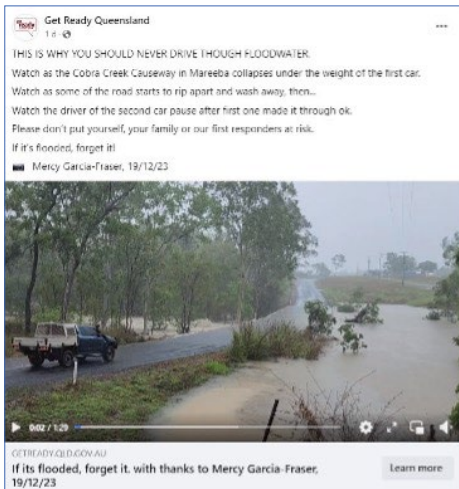 Get Ready Queensland
1 d ·
THIS IS WHY YOU SHOULD NEVER DRIVE THOUGH FLOODWATER.
Watch as the Cobra Creek Causeway in Mareeba collapses under the weight of the first car.
Watch as some of the road starts to rip apart and wash away, then...
Watch the driver of the second car pause after first one made it through ok.
Please don't put yourself, your family or our first responders at risk.
If it's flooded, forget it!
Mercy Garcia-Fraser, 19/12/23
0:02 / 1:29
GETREADY.QLD.GOV.AU
If its flooded, forget it. with thanks to Mercy Garcia-Fraser,
19/12/23
Learn more